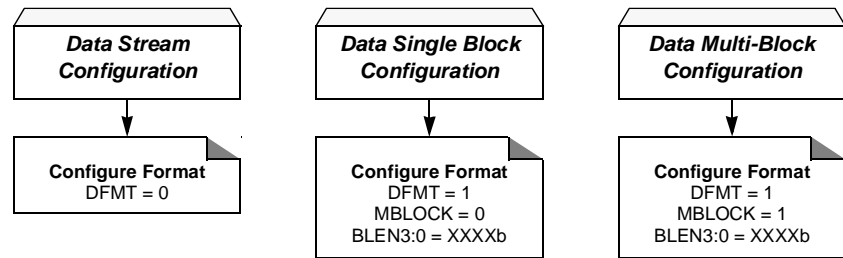 Data Stream
Configuration
Configure Format
DFMT = 0
Data Single Block
Configuration
Configure Format
DFMT = 1
MBLOCK = 0
BLEN3:0 = XXXXb
Data Multi-Block
Configuration
Configure Format
DFMT = 1
MBLOCK = 1
BLEN3:0 = XXXXb